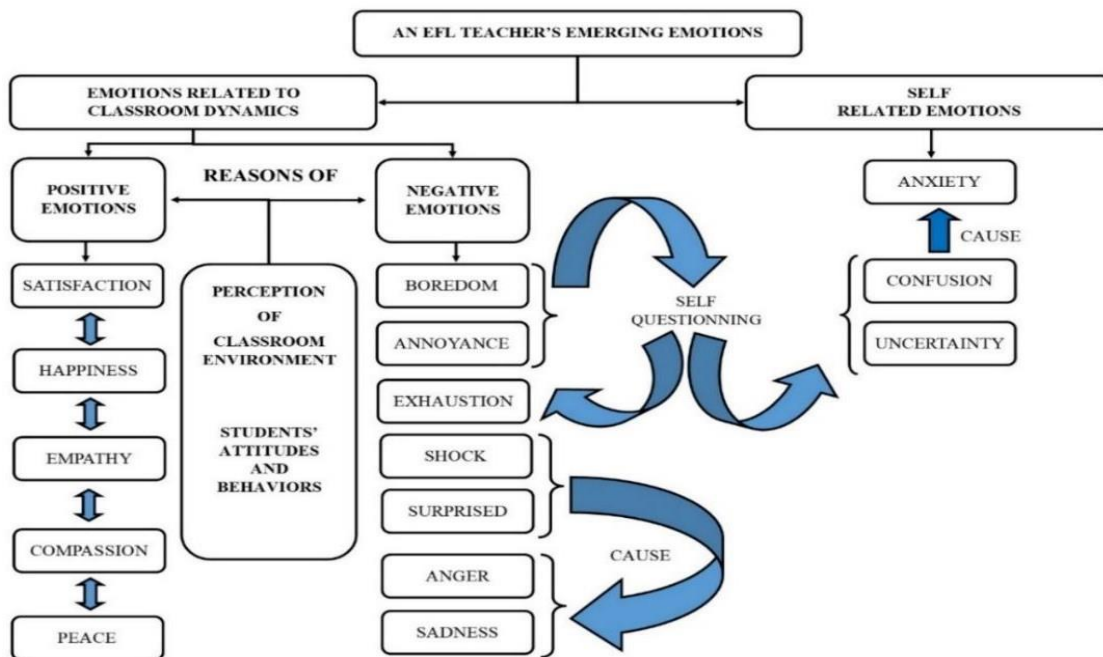 AN EFL TEACHER'S EMERGING EMOTIONS
EMOTIONS RELATED TO
CLASSROOM DYNAMICS
SELF
RELATED EMOTIONS
POSITIVE
EMOTIONS
REASONS OF
NEGATIVE
EMOTIONS
SATISFACTION
HAPPINESS
EMPATHY
COMPASSION
PEACE
PERCEPTION
OF
CLASSROOM
ENVIRONMENT
STUDENTS'
ATTITUDES
AND
BEHAVIORS
BOREDOM
ANNOYANCE
EXHAUSTION
SHOCK
SURPRISED
ANGER
SADNESS
CAUSE
SELF
QUESTIONNING
ANXIETY
CAUSE
CONFUSION
UNCERTAINTY